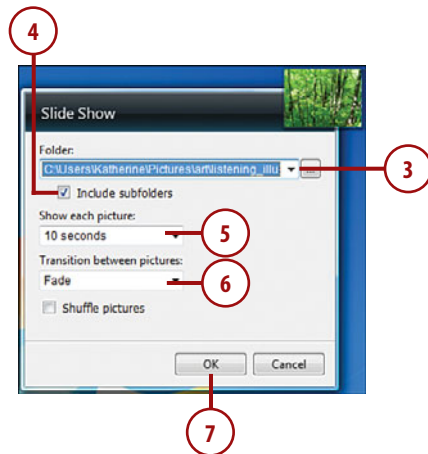 4
Slide Show
Folder:
C:\Users\Katherine\Pictures\art\listening_illu
3
Include subfolders
Show each picture:
10 seconds
5
Transition between pictures:
Fade
6
Shuffle pictures
OK
Cancel
7